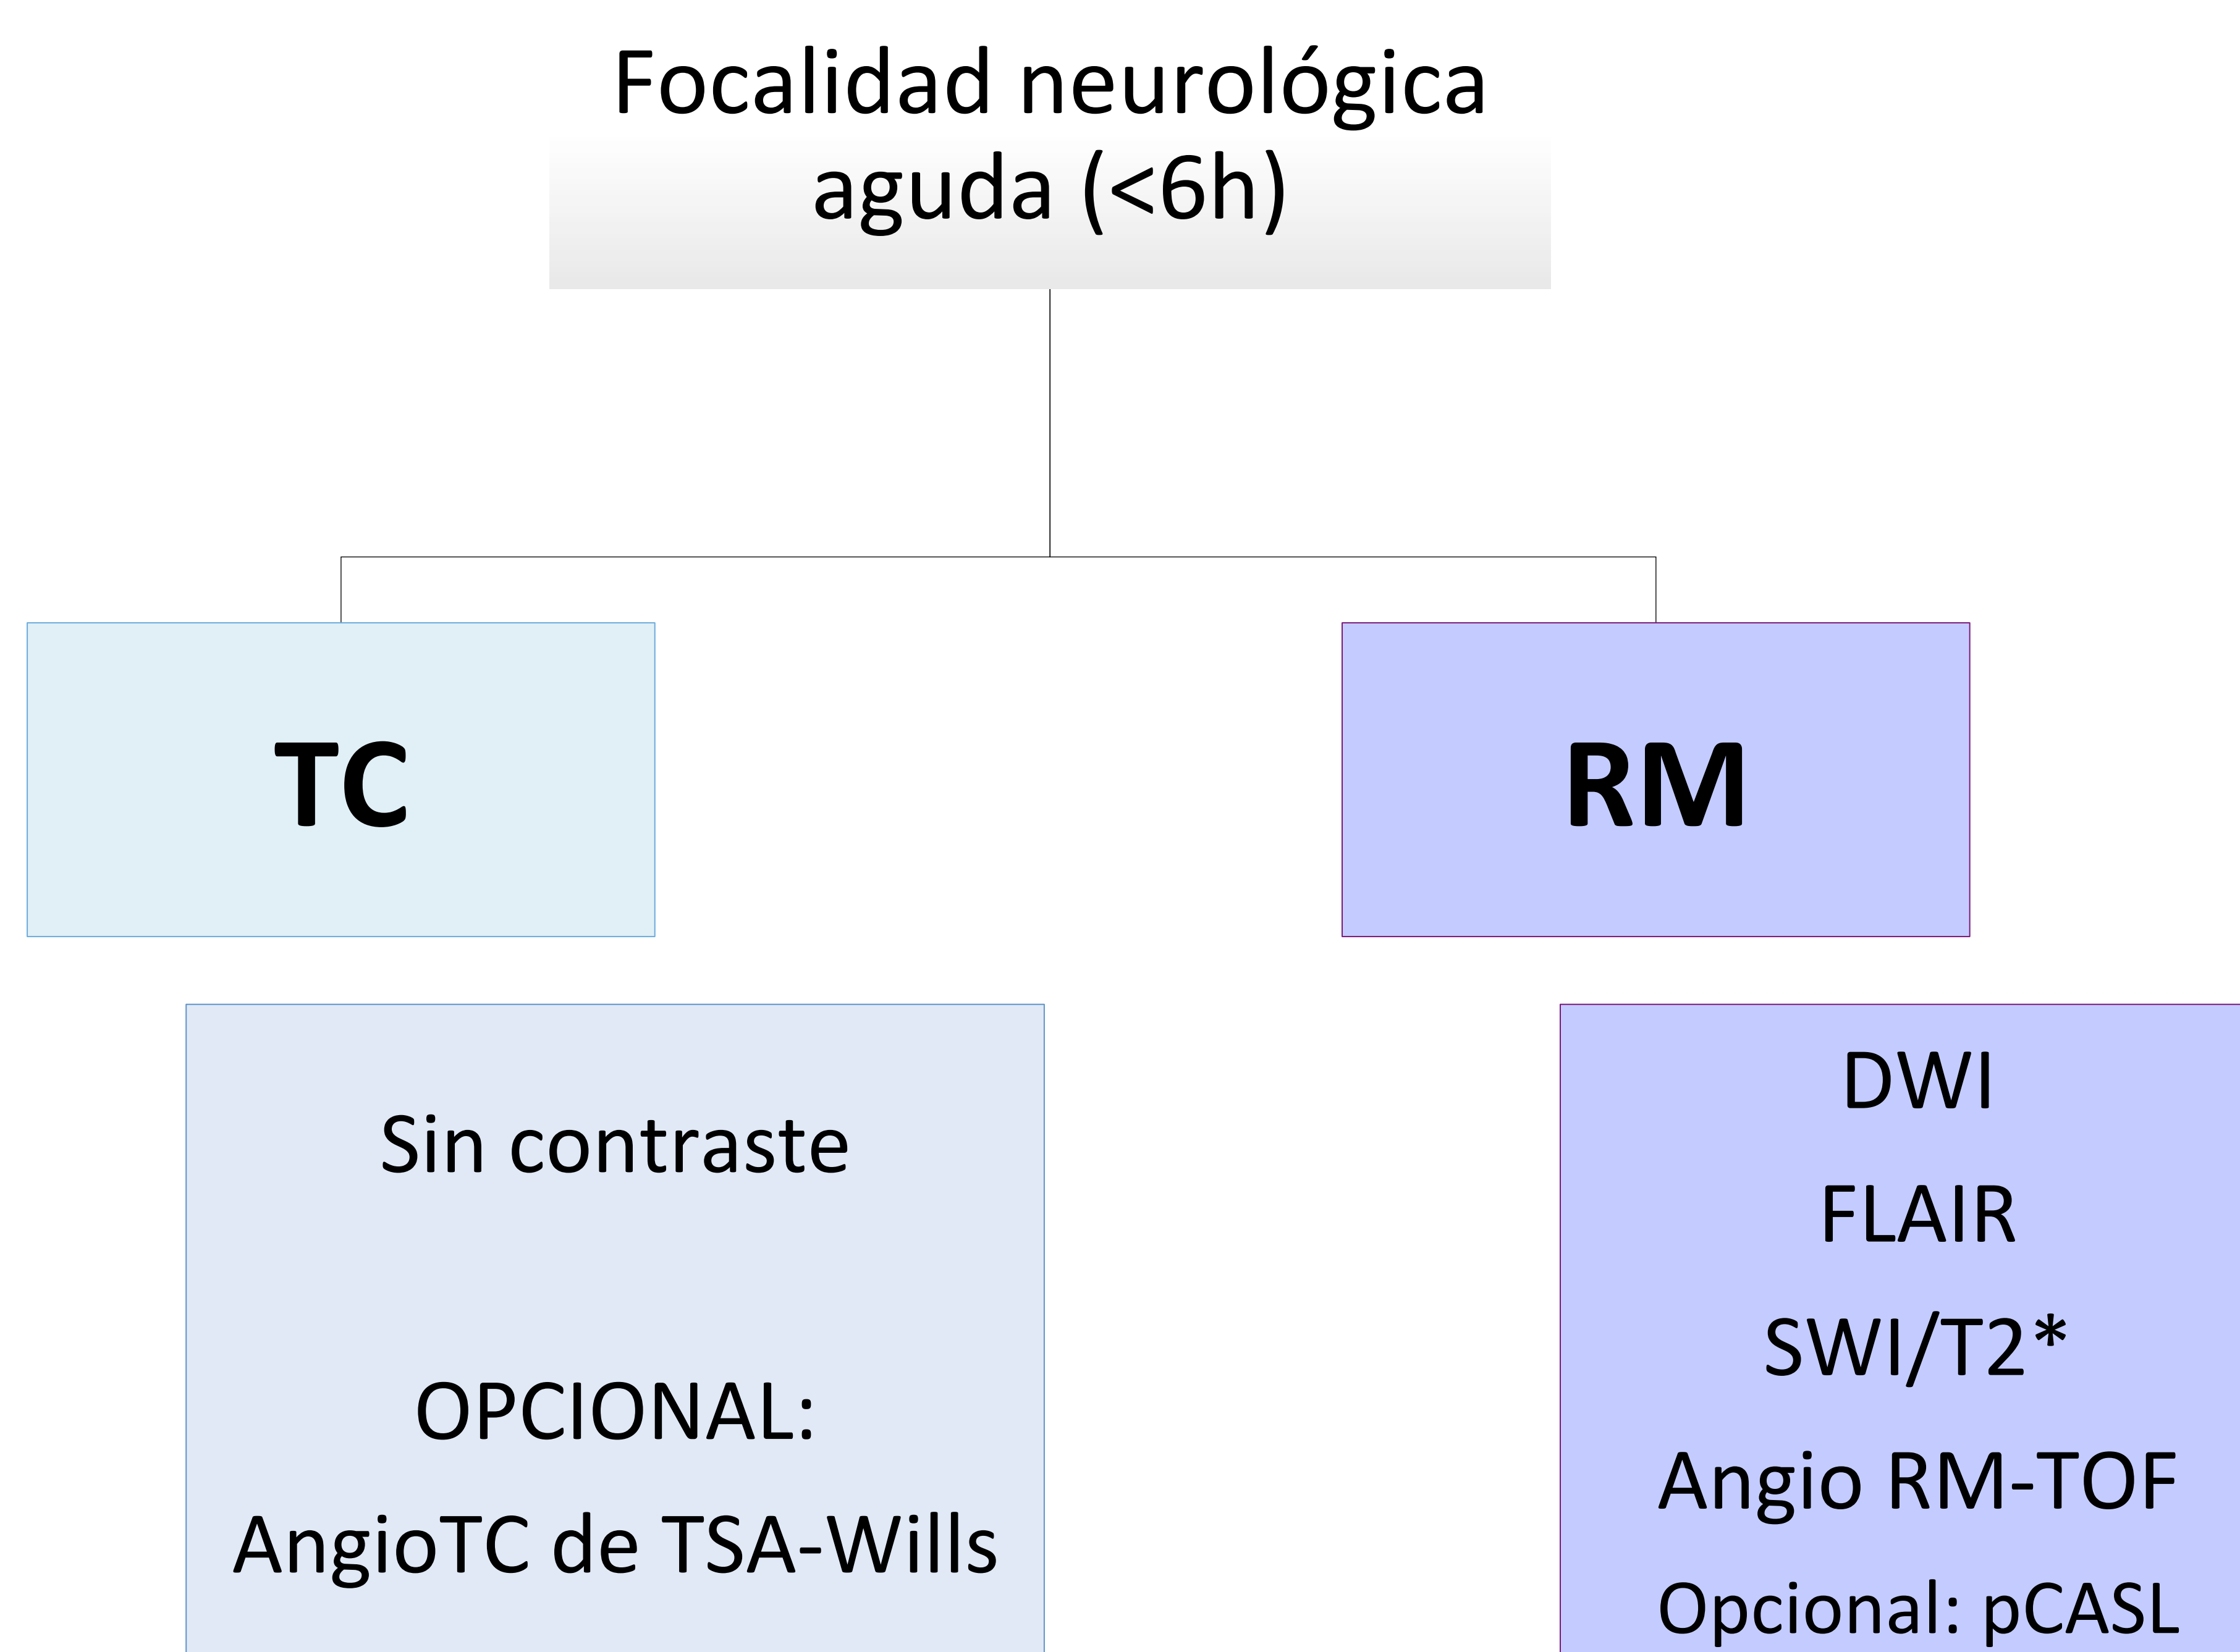 Focalidad neurológica
aguda (<6h)
TC
RM
Sin contraste
OPCIONAL:
AngioTC de TSA-Wills
DWI
FLAIR
SWI/T2*
Angio RM-TOF
Opcional: pCASL